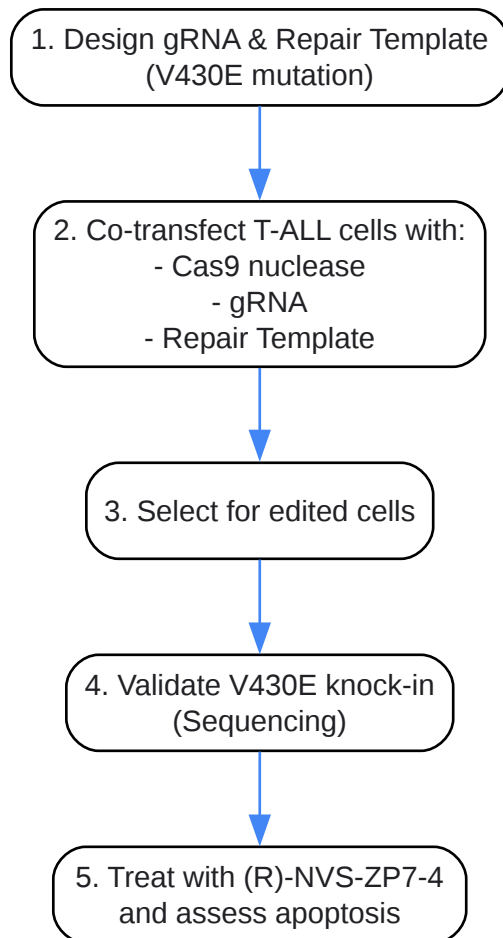 1. Design gRNA & Repair Template
(V430E mutation)
2. Co-transfect T-ALL cells with:
- Cas9 nuclease
- gRNA
- Repair Template
3. Select for edited cells
4. Validate V430E knock-in
(Sequencing)
5. Treat with (R)-NVS-ZP7-4
and assess apoptosis